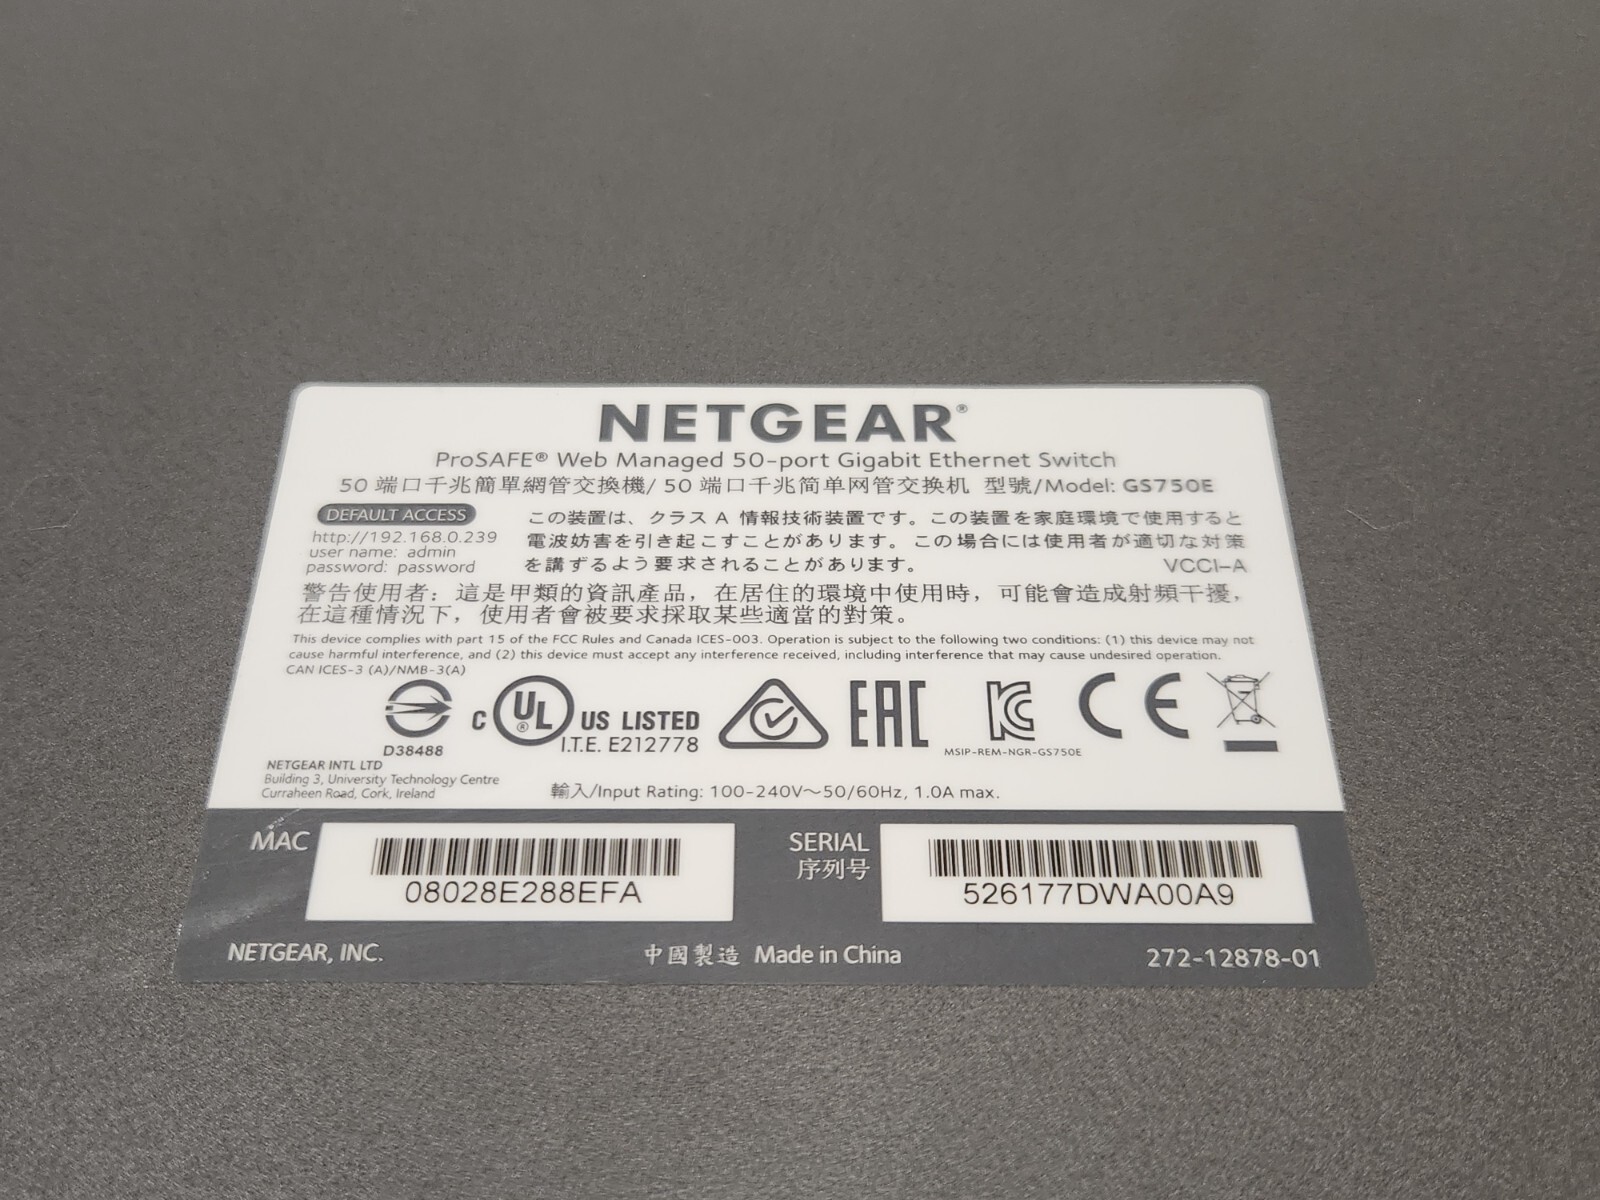 NETGEAR®
ProSAFE® Web Managed 50-port Gigabit Ethernet Switch
50 端口千兆簡單網管交換機/ 50 端口千兆简单网管交换机 型號/Model: GS750E
DEFAULT ACCESS
http://192.168.0.239
user name: admin
password: password
この装置は、クラス A 情報技術装置です。この装置を家庭環境で使用すると
電波妨害を引き起こすことがあります。この場合には使用者が適切な対策
を講ずるよう要求されることがあります。 VCCI-A
警告使用者：這是甲類的資訊產品，在居住的環境中使用時，可能會造成射頻干擾，
在這種情況下，使用者會被要求採取某些適當的對策。
This device complies with part 15 of the FCC Rules and Canada ICES-003. Operation is subject to the following two conditions: (1) this device may not
cause harmful interference, and (2) this device must accept any interference received, including interference that may cause undesired operation.
CAN ICES-3 (A)/NMB-3(A)
D38488
C UL® US LISTED
I.T.E. E212778
EAC
KC
MSIP-REM-NGR-GS750E
CE
NETGEAR INTL LTD
Building 3, University Technology Centre
Curraheen Road, Cork, Ireland
輸入/Input Rating: 100-240V～50/60Hz, 1.0A max.
MAC
08028E288EFA
SERIAL
序列号
526177DWA00A9
NETGEAR, INC.
中國製造 Made in China
272-12878-01